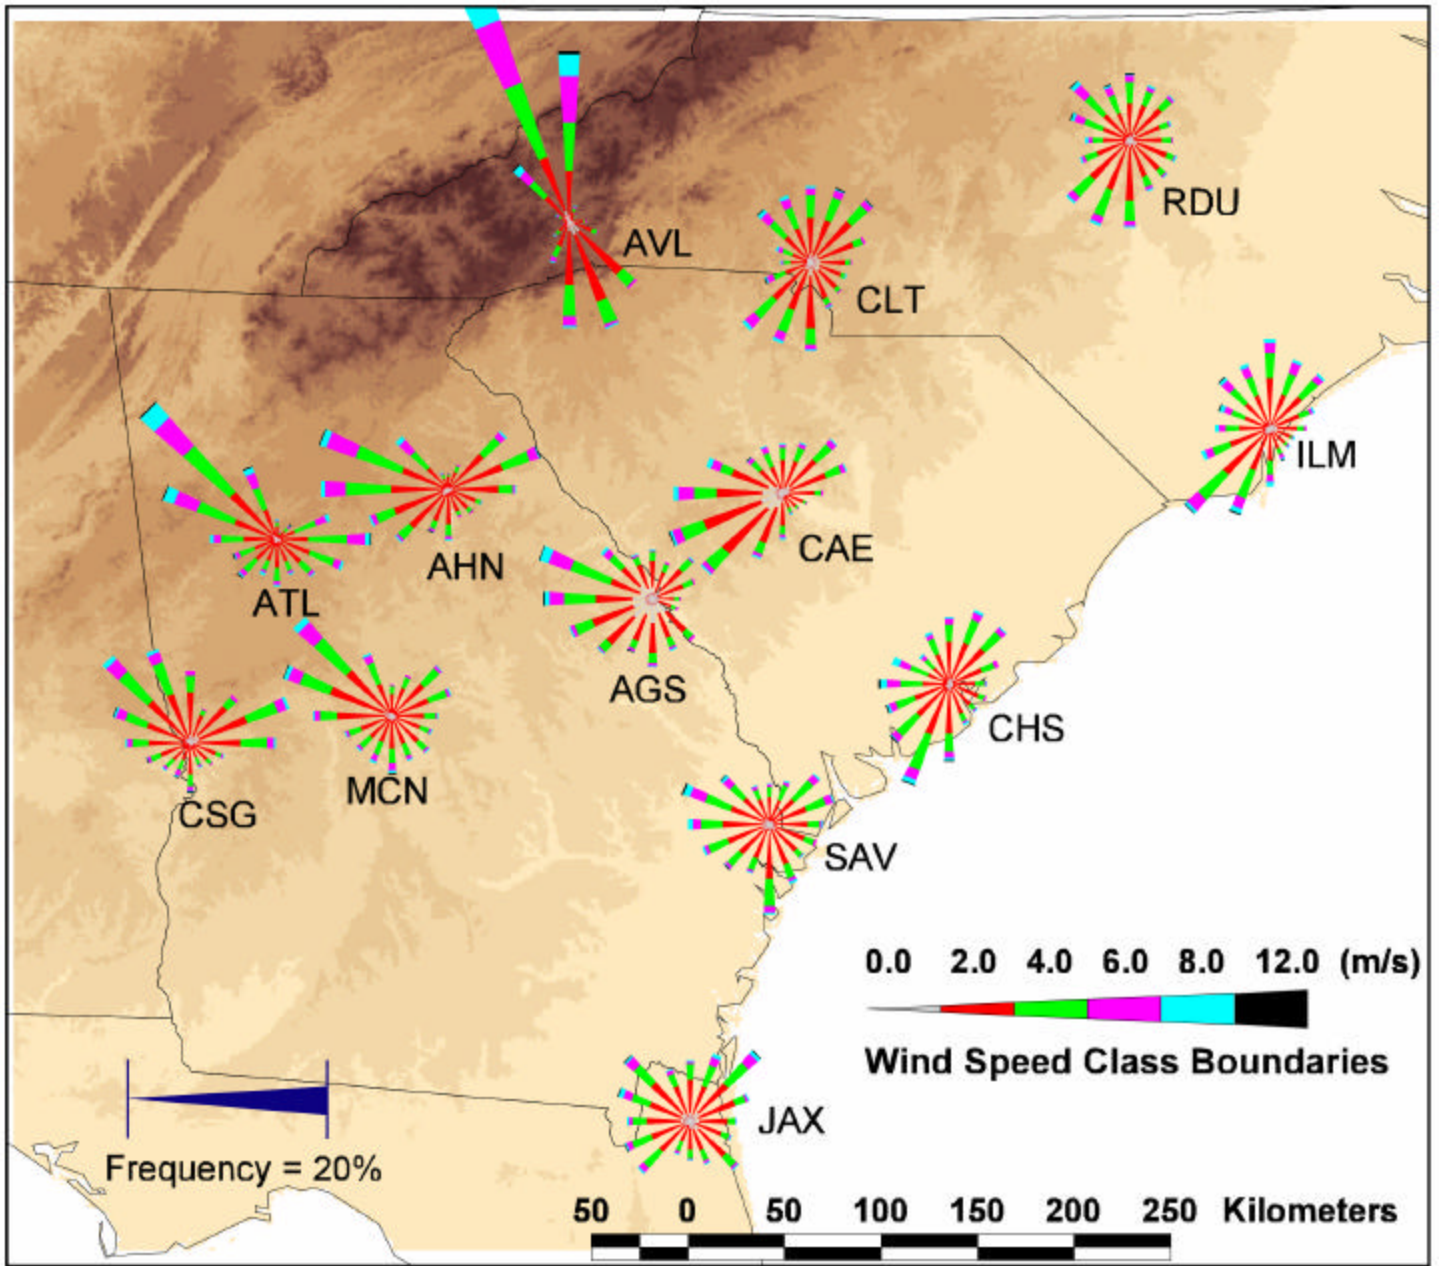 RDU
AVL
CLT
ILM
AHN
CAE
ATL
AGS
CHS
MCN
CSG
SAV
0.0 2.0 4.0 6.0 8.0 12.0 (m/s)
Wind Speed Class Boundaries
JAX
Frequency = 20%
50 0 50 100 150 200 250 Kilometers